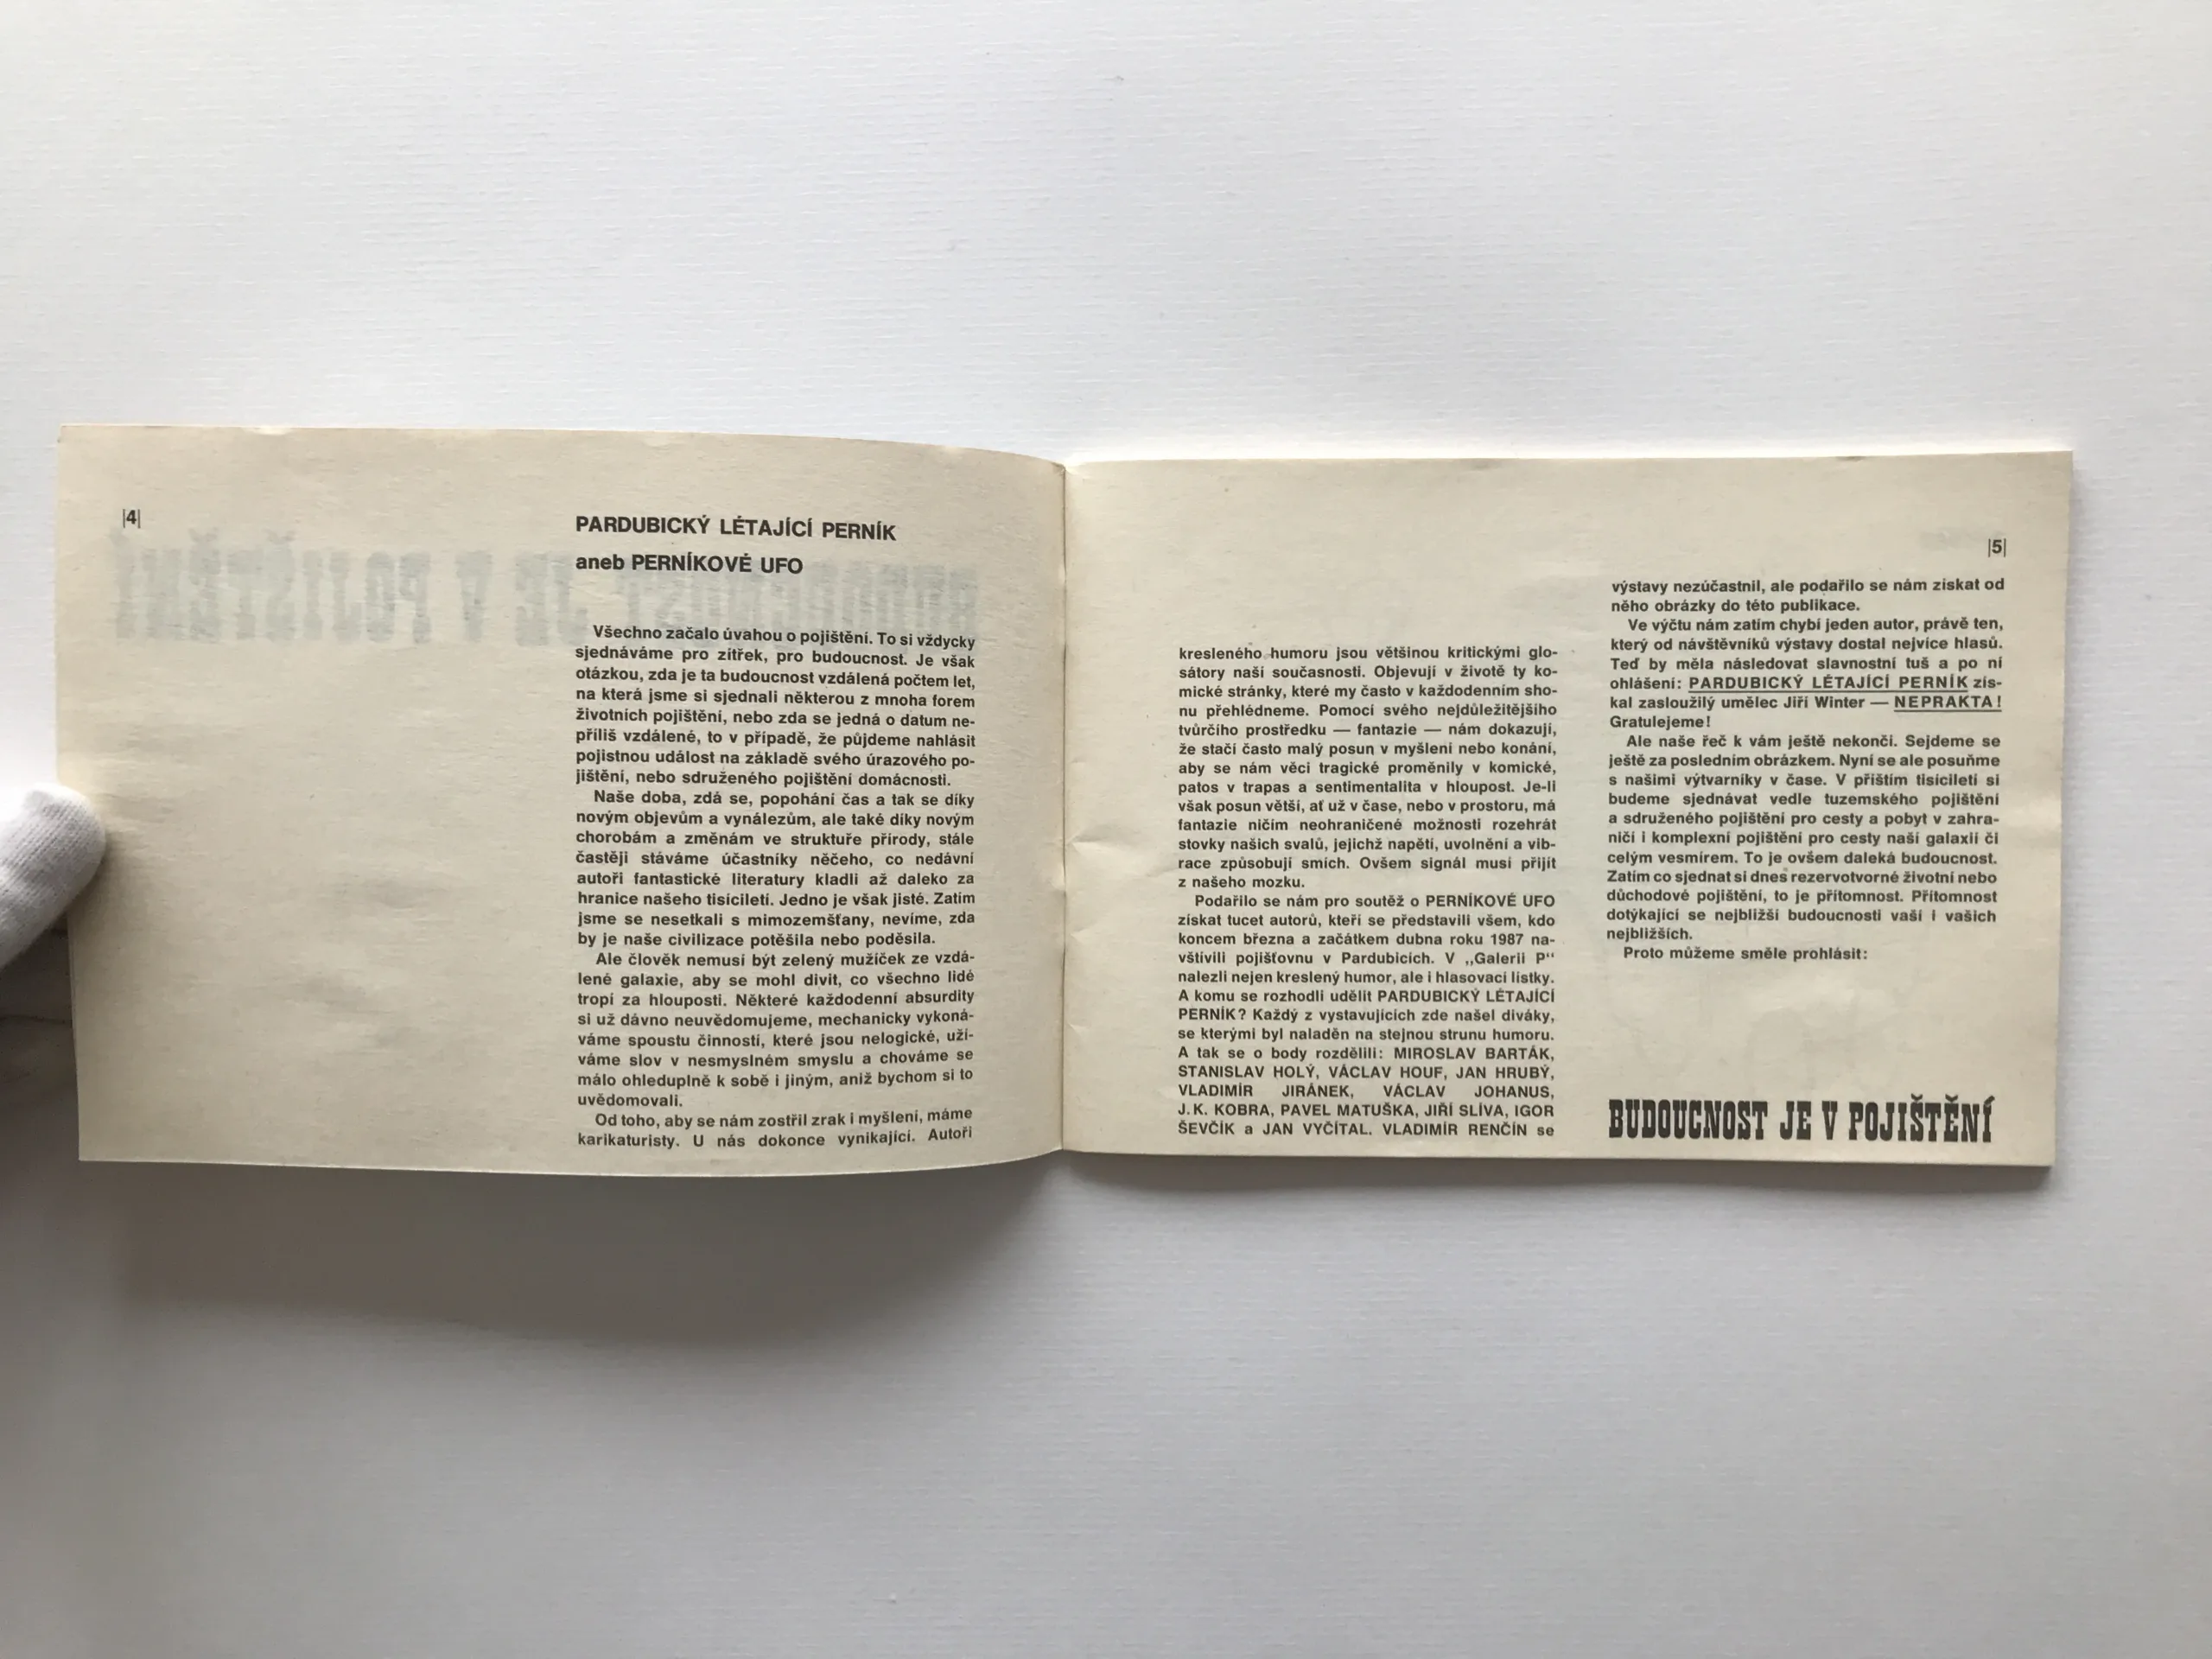 |4|
PARDUBICKÝ LÉTAJÍCÍ PERNÍK
aneb PERNÍKOVÉ UFO
Všechno začalo úvahou o pojištění. To si vždycky
sjednáváme pro zítřek, pro budoucnost. Je však
otázkou, zda je ta budoucnost vzdálená počtem let,
na která jsme si sjednali některou z mnoha forem
životních pojištění, nebo zda se jedná o datum ne-
příliš vzdálené, to v případě, že půjdeme nahlásit
pojistnou událost na základě svého úrazového po-
jištění, nebo sdruženého pojištění domácnosti.
Naše doba, zdá se, popohání čas a tak se díky
novým objevům a vynálezům, ale také díky novým
chorobám a změnám ve struktuře přírody, stále
častěji stáváme účastníky něčeho, co nedávní
autoři fantastické literatury kladli až daleko za
hranice našeho tisíciletí. Jedno je však jisté. Zatím
jsme se nesetkali s mimozemšťany, nevíme, zda
by je naše civilizace potěšila nebo poděsila.
Ale člověk nemusí být zelený mužíček ze vzdá-
lené galaxie, aby se mohl divit, co všechno lidé
tropí za hlouposti. Některé každodenní absurdity
si už dávno neuvědomujeme, mechanicky vykoná-
váme spoustu činností, které jsou nelogické, uží-
váme slov v nesmyslném smyslu a chováme se
málo ohleduplně k sobě i jiným, aniž bychom si to
uvědomovali.
Od toho, aby se nám zostřil zrak i myšlení, máme
karikaturisty. U nás dokonce vynikající. Autoři
kresleného humoru jsou většinou kritickými glo-
sátory naší současnosti. Objevují v životě ty ko-
mické stránky, které my často v každodenním sho-
nu přehlédneme. Pomocí svého nejdůležitějšího
tvůrčího prostředku — fantazie — nám dokazují,
že stačí často malý posun v myšlení nebo konání,
aby se nám věci tragické proměnily v komické,
patos v trapas a sentimentalita v hloupost. Je-li
však posun větší, ať už v čase, nebo v prostoru, má
fantazie ničím neohraničené možnosti rozehrát
stovky našich svalů, jejichž napětí, uvolnění a vib-
race způsobují smích. Ovšem signál musí přijít
z našeho mozku.
Podařilo se nám pro soutěž o PERNÍKOVÉ UFO
získat tucet autorů, kteří se představili všem, kdo
koncem března a začátkem dubna roku 1987 na-
vštívili pojišťovnu v Pardubicích. V „Galerii P“
nalezli nejen kreslený humor, ale i hlasovací lístky.
A komu se rozhodli udělit PARDUBICKÝ LÉTAJÍCÍ
PERNÍK? Každý z vystavujících zde našel diváky,
se kterými byl naladěn na stejnou strunu humoru.
A tak se o body rozdělili: MIROSLAV BARTÁK,
STANISLAV HOLÝ, VÁCLAV HOUF, JAN HRUBÝ,
VLADIMÍR JIRÁNEK, VÁCLAV JOHANUS,
J. K. KOBRA, PAVEL MATUŠKA, JIŘÍ SLÍVA, IGOR
ŠEVČÍK a JAN VYČÍTAL. VLADIMÍR RENČÍN se
|5|
výstavy nezúčastnil, ale podařilo se nám získat od
něho obrázky do této publikace.
Ve výčtu nám zatím chybí jeden autor, právě ten,
který od návštěvníků výstavy dostal nejvíce hlasů.
Teď by měla následovat slavnostní tuš a po ní
ohlášení: PARDUBICKÝ LÉTAJÍCÍ PERNÍK zís-
kal zasloužilý umělec Jiří Winter — NEPRAKTA!
Gratulejeme!
Ale naše řeč k vám ještě nekončí. Sejdeme se
ještě za posledním obrázkem. Nyní se ale posuňme
s našimi výtvarníky v čase. V příštím tisíciletí si
budeme sjednávat vedle tuzemského pojištění
a sdruženého pojištění pro cesty a pobyt v zahra-
ničí i komplexní pojištění pro cesty naší galaxií či
celým vesmírem. To je ovšem daleká budoucnost.
Zatím co sjednat si dnes rezervotvorné životní nebo
důchodové pojištění, to je přítomnost. Přítomnost
dotýkající se nejbližší budoucnosti vaší i vašich
nejbližších.
Proto můžeme směle prohlásit:
BUDOUCNOST JE V POJIŠTĚNÍ